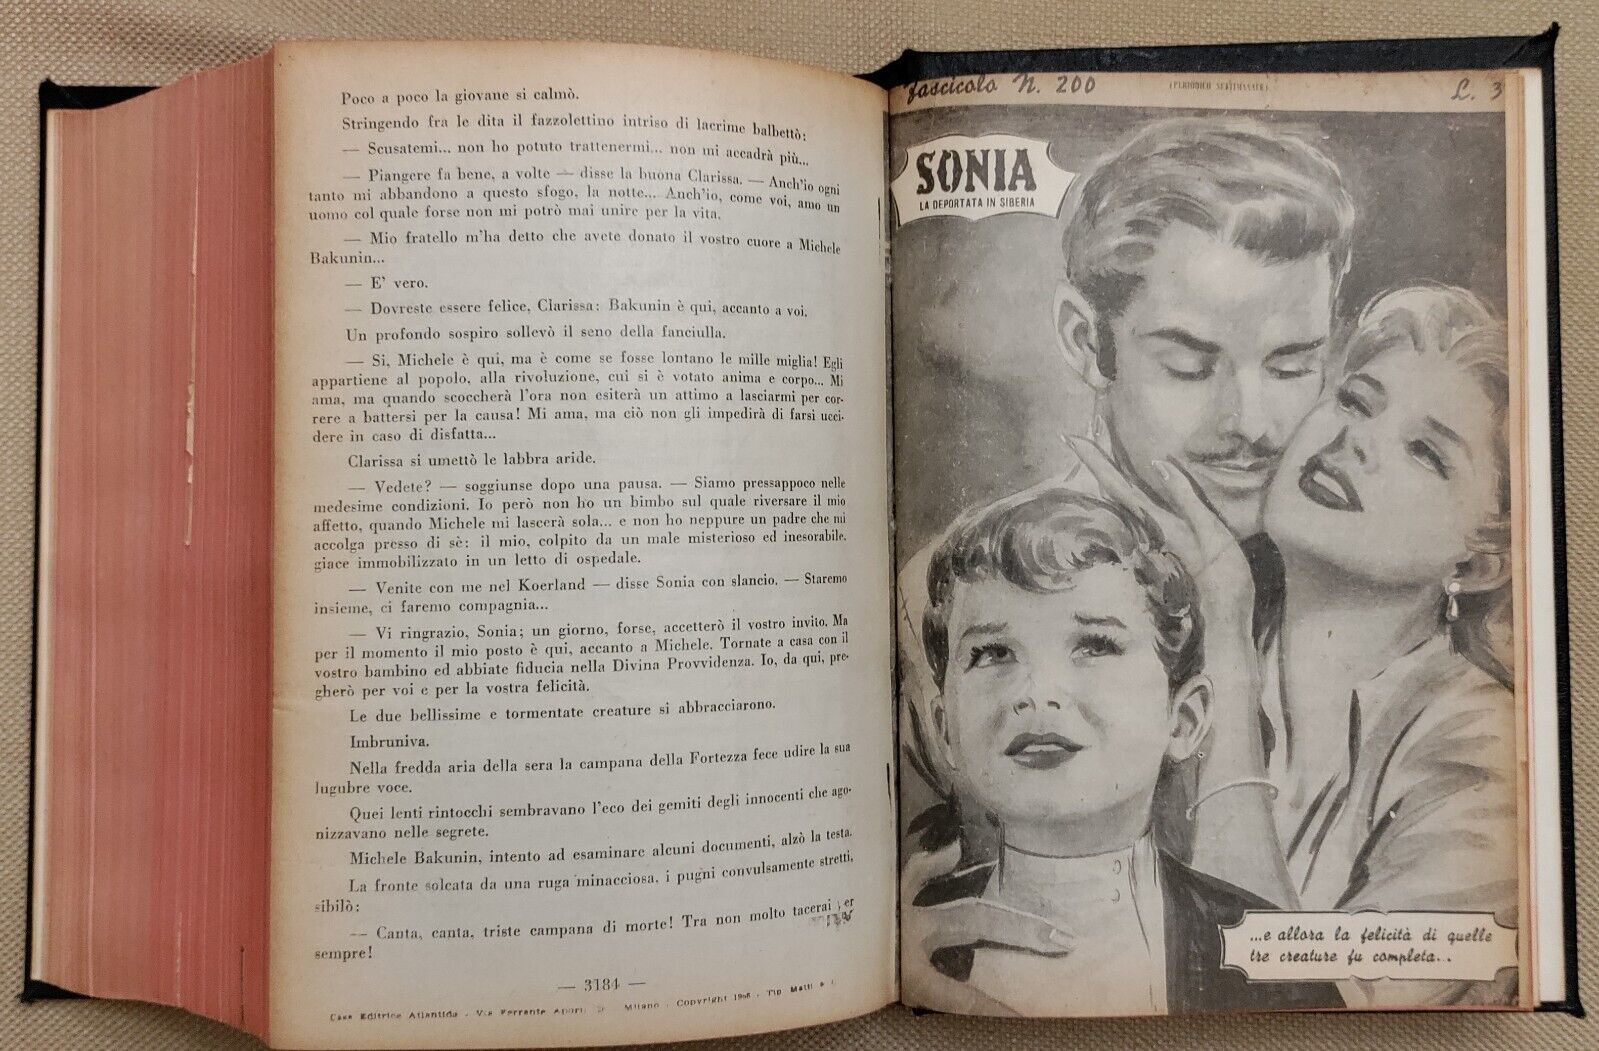 Poco a poco la giovane si calmò.
Stringendo fra le dita il fazzolettino intriso di lacrime balbettò:
— Scusatemi... non ho potuto trattenermi... non mi accadrà più...
— Piangere fa bene, a volte — disse la buona Clarissa. — Anch'io ogni
tanto mi abbandono a questo sfogo, la notte... Anch'io, come voi, amo un
uomo col quale forse non mi potrò mai unire per la vita.
— Mio fratello m'ha detto che avete donato il vostro cuore a Michele
Bakunin...
— E' vero.
— Dovreste essere felice, Clarissa: Bakunin è qui, accanto a voi.
Un profondo sospiro sollevò il seno della fanciulla.
— Sì, Michele è qui, ma è come se fosse lontano le mille miglia! Egli
appartiene al popolo, alla rivoluzione, cui si è votato anima e corpo... Mi
ama, ma quando scoccherà l'ora non esiterà un attimo a lasciarmi per cor-
rere a battersi per la causa! Mi ama, ma ciò non gli impedirà di farsi ucci-
dere in caso di disfatta...
Clarissa si umettò le labbra aride.
— Vedete? — soggiunse dopo una pausa. — Siamo pressappoco nelle
medesime condizioni. Io però non ho un bimbo sul quale riversare il mio
affetto, quando Michele mi lascerà sola... e non ho neppure un padre che mi
accolga presso di sè: il mio, colpito da un male misterioso ed inesorabile,
giace immobilizzato in un letto di ospedale.
— Venite con me nel Koerland — disse Sonia con slancio. — Staremo
insieme, ci faremo compagnia...
— Vi ringrazio, Sonia; un giorno, forse, accetterò il vostro invito. Ma
per il momento il mio posto è qui, accanto a Michele. Tornate a casa con il
vostro bambino ed abbiate fiducia nella Divina Provvidenza. Io, da qui, pre-
gherò per voi e per la vostra felicità.
Le due bellissime e tormentate creature si abbracciarono.
Imbruniva.
Nella fredda aria della sera la campana della Fortezza fece udire la sua
lugubre voce.
Quei lenti rintocchi sembravano l'eco dei gemiti degli innocenti che ago-
nizzavano nelle segrete.
Michele Bakunin, intento ad esaminare alcuni documenti, alzò la testa.
La fronte solcata da una ruga minacciosa, i pugni convulsamente stretti,
sibilò:
— Canta, canta, triste campana di morte! Tra non molto tacerai er
sempre!
— 3184 —
Casa Editrice Atlantida - Via Ferrante Aporti Milano - Copyright - Tip
fascicolo N. 200
(PERIODICO SETTIMANALE)
L. 3
SONIA
LA DEPORTATA IN SIBERIA
...e allora la felicità di quelle
tre creature fu completa...